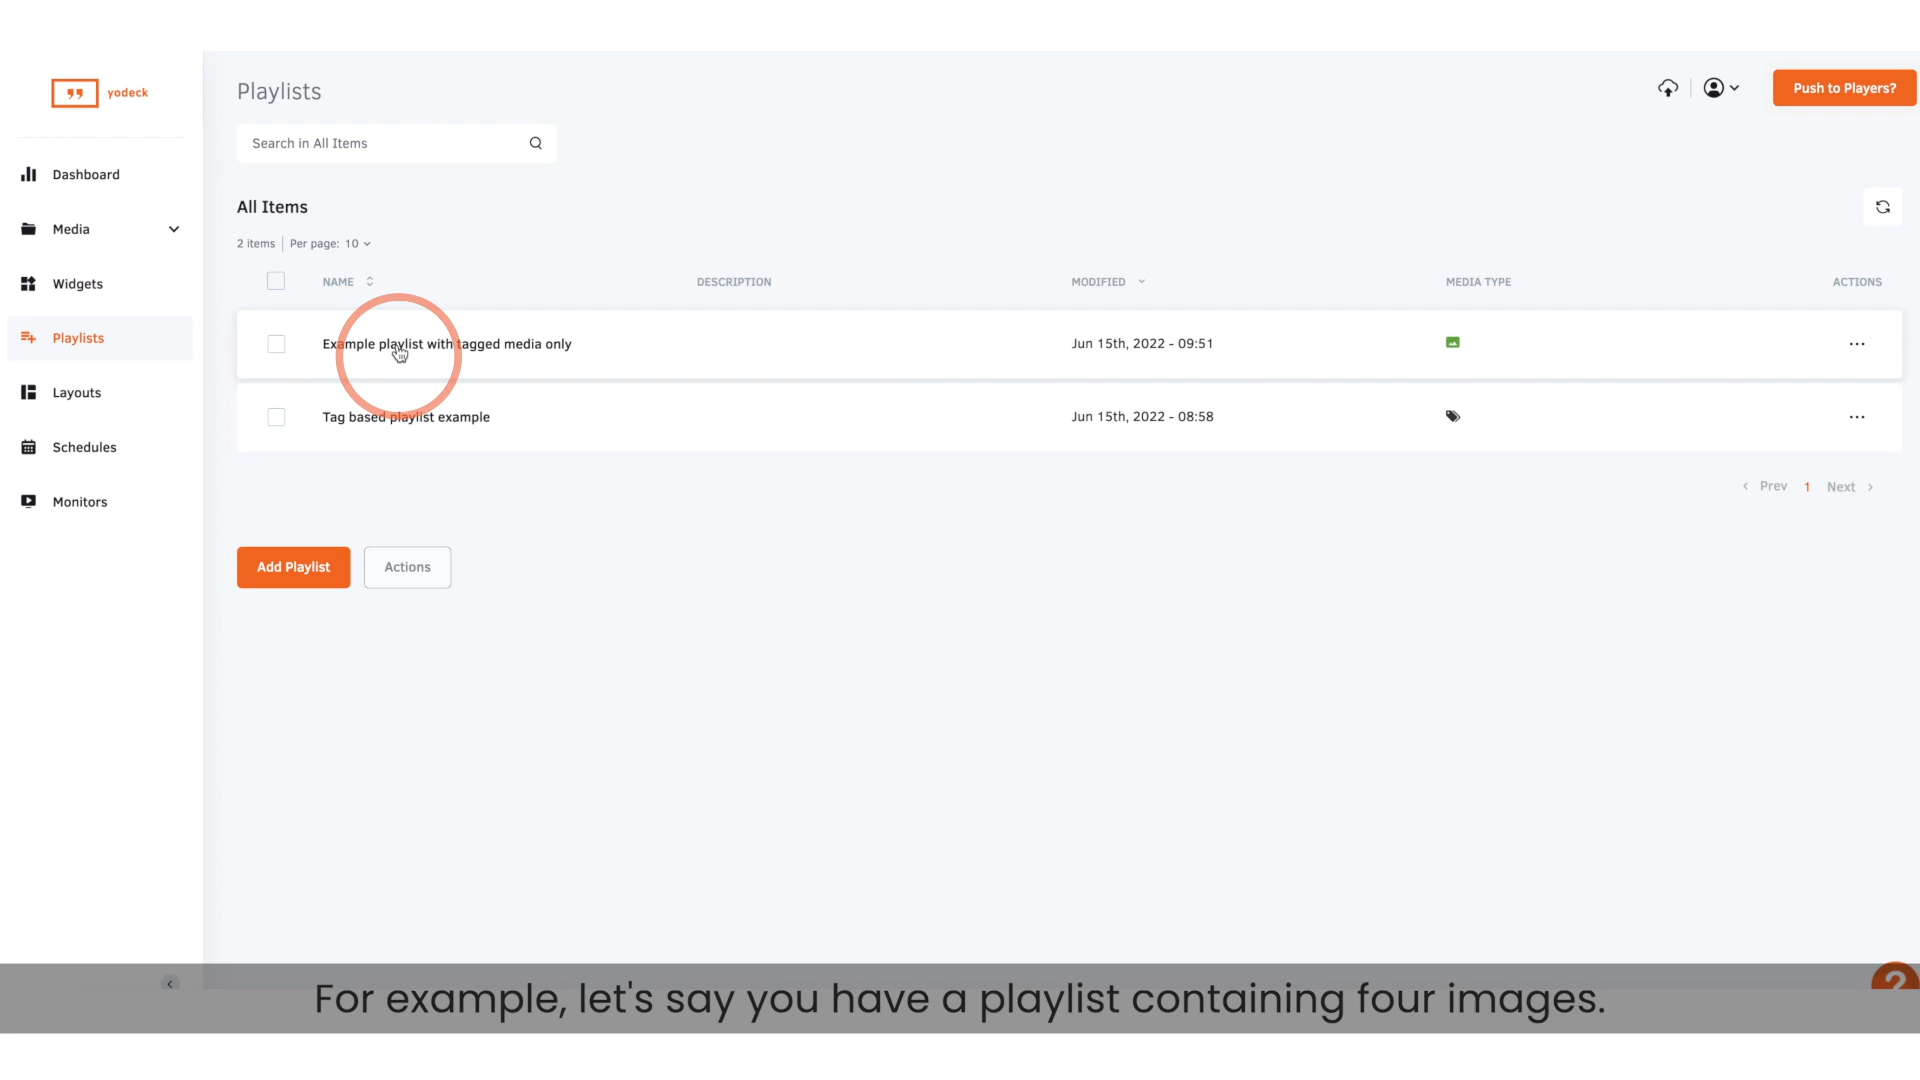 yodeck
Playlists
Push to Players?
Search in All Items
Dashboard
All Items
Media
2 items Per page: 10
NAME DESCRIPTION MODIFIED MEDIA TYPE ACTIONS
Widgets
Playlists
Example playlist with tagged media only Jun 15th, 2022 - 09:51
Layouts
Tag based playlist example Jun 15th, 2022 - 08:58
Schedules
Prev 1 Next
Monitors
Add Playlist Actions
For example, let's say you have a playlist containing four images.